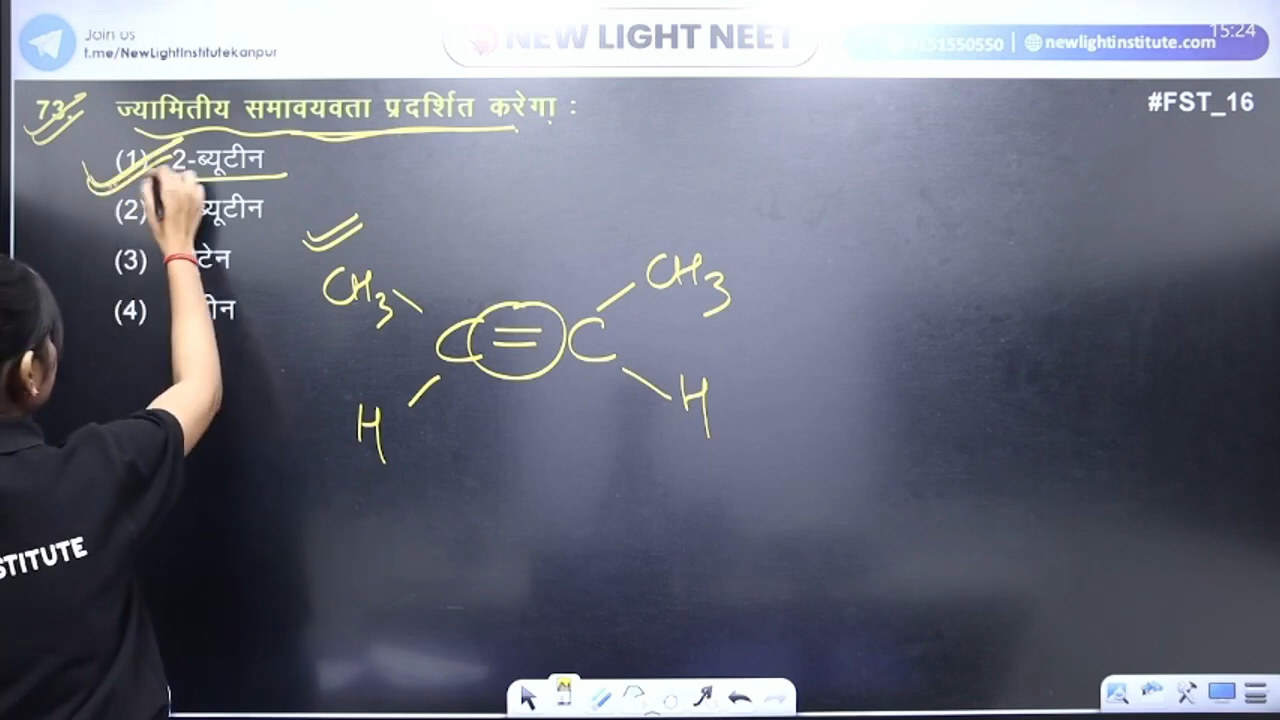 Join us
t.me/NewLightInstitutekanpur
NEW LIGHT NEET
newlightinstitute.com
15:24
#FST_16
73. ज्यामितीय समावयवता प्रदर्शित करेगा :
(1) 2-ब्यूटीन
(2) ब्यूटीन
(3)
(4)
CH3 CH3
C = C
H H
STITUTE